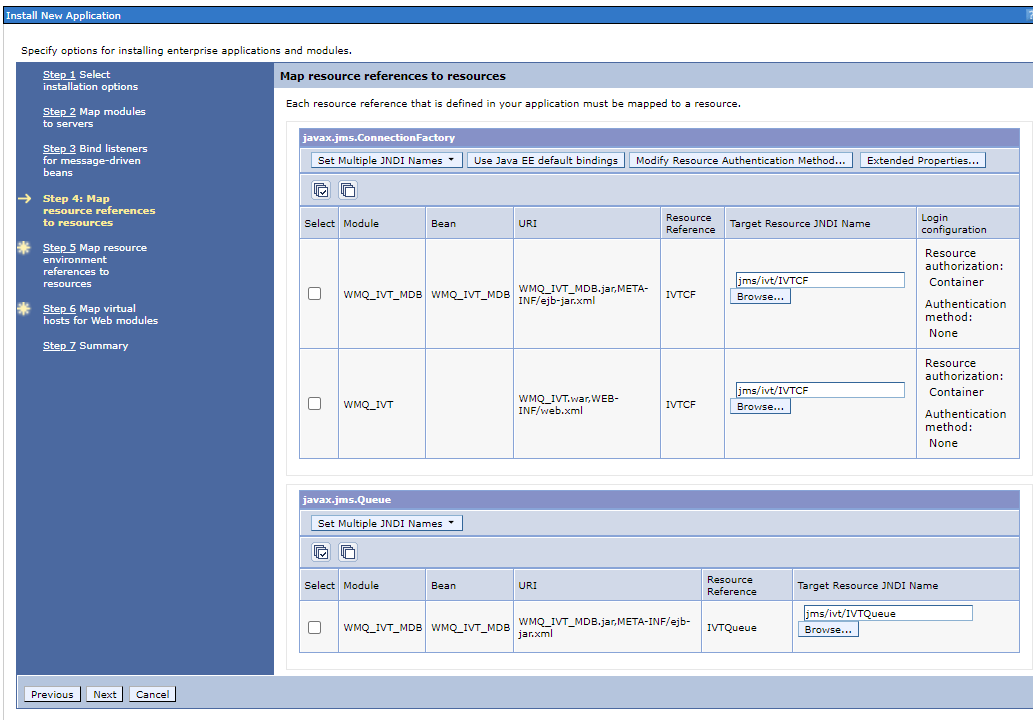 Install New Application
?
Specify options for installing enterprise applications and modules.
Step 1 Select
installation options
Step 2 Map modules
to servers
Step 3 Bind listeners
for message-driven
beans
Step 4: Map
resource references
to resources
Step 5 Map resource
environment
references to
resources
Step 6 Map virtual
hosts for Web modules
Step 7 Summary
Map resource references to resources
Each resource reference that is defined in your application must be mapped to a resource.
javax.jms.ConnectionFactory
Set Multiple JNDI Names Use Java EE default bindings Modify Resource Authentication Method... Extended Properties...
Select Module Bean URI Resource Reference Target Resource JNDI Name Login configuration
WMQ_IVT_MDB WMQ_IVT_MDB WMQ_IVT_MDB.jar,META-
INF/ejb-jar.xml
IVTCF
jms/ivt/IVTCF
Browse...
Resource
authorization:
Container
Authentication
method:
None
WMQ_IVT
WMQ_IVT.war,WEB-
INF/web.xml
IVTCF
jms/ivt/IVTCF
Browse...
Resource
authorization:
Container
Authentication
method:
None
javax.jms.Queue
Set Multiple JNDI Names
Select Module Bean URI Resource Reference Target Resource JNDI Name
WMQ_IVT_MDB WMQ_IVT_MDB WMQ_IVT_MDB.jar,META-INF/ejb-
jar.xml
IVTQueue
jms/ivt/IVTQueue
Browse...
Previous Next Cancel